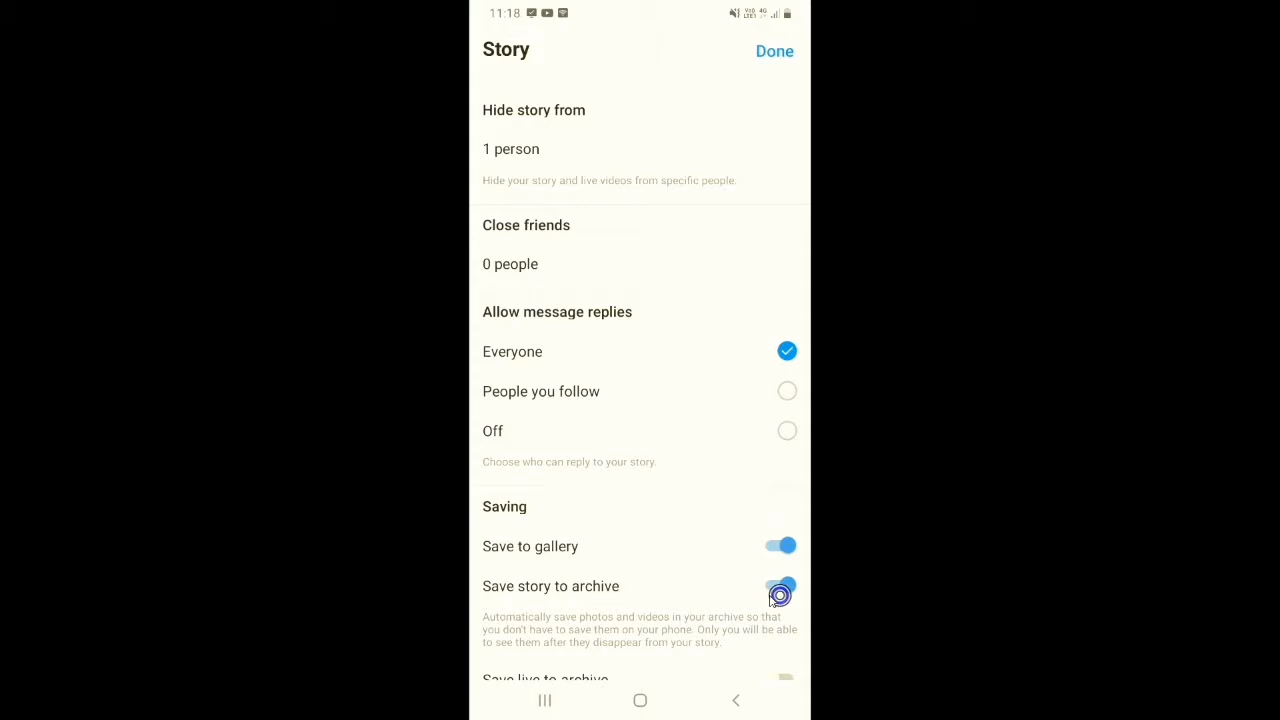 11:18
Story
Done
Hide story from
1 person
Hide your story and live videos from specific people.
Close friends
0 people
Allow message replies
Everyone
People you follow
Off
Choose who can reply to your story.
Saving
Save to gallery
Save story to archive
Automatically save photos and videos in your archive so that
you don't have to save them on your phone. Only you will be able
to see them after they disappear from your story.
Save live to archive